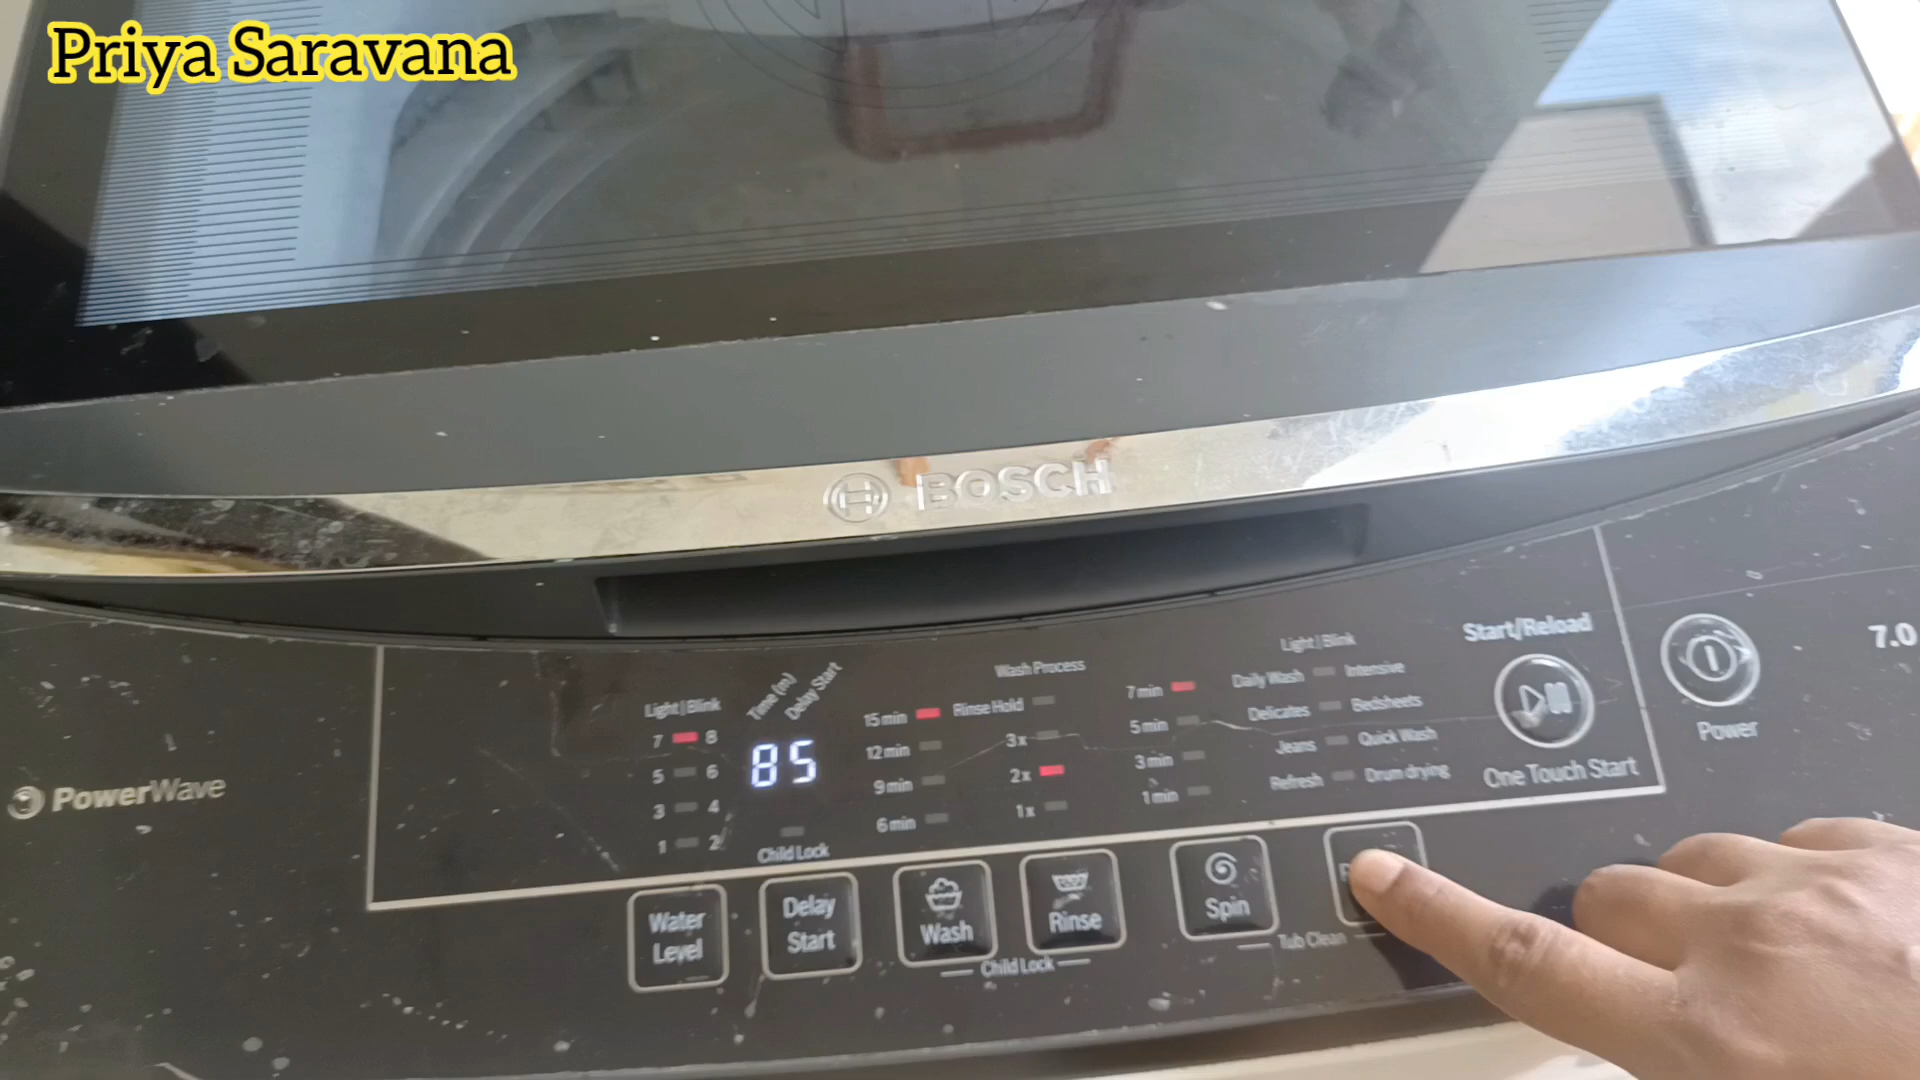 Priya Saravana
BOSCH
PowerWave
Light | Blink
7 8
5 6
3 4
1 2
Time (m)
Delay Start
85
Child Lock
15 min
12 min
9 min
6 min
Wash Process
Rinse Hold
3x
2x
1x
7 min
5 min
3 min
1 min
Light | Blink
Daily Wash Intensive
Delicates Bedsheets
Jeans Quick Wash
Refresh Drum drying
Start/Reload
One Touch Start
Power
7.0
Water
Level
Delay
Start
Wash
Rinse
Child Lock
Spin
Tub Clean